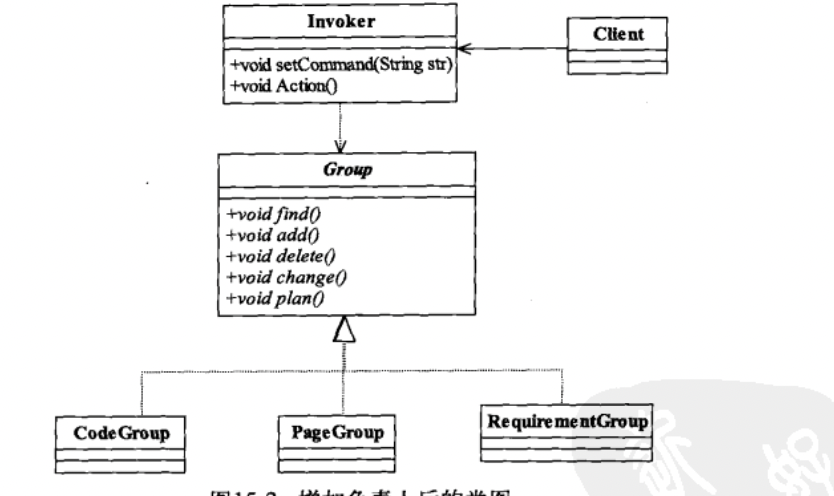 Invoker
+void setCommand(String str)
+void Action()
Client
Group
+void find()
+void add()
+void delete()
+void change()
+void plan()
CodeGroup
PageGroup
RequirementGroup
图15-2 增加负责人后的类图